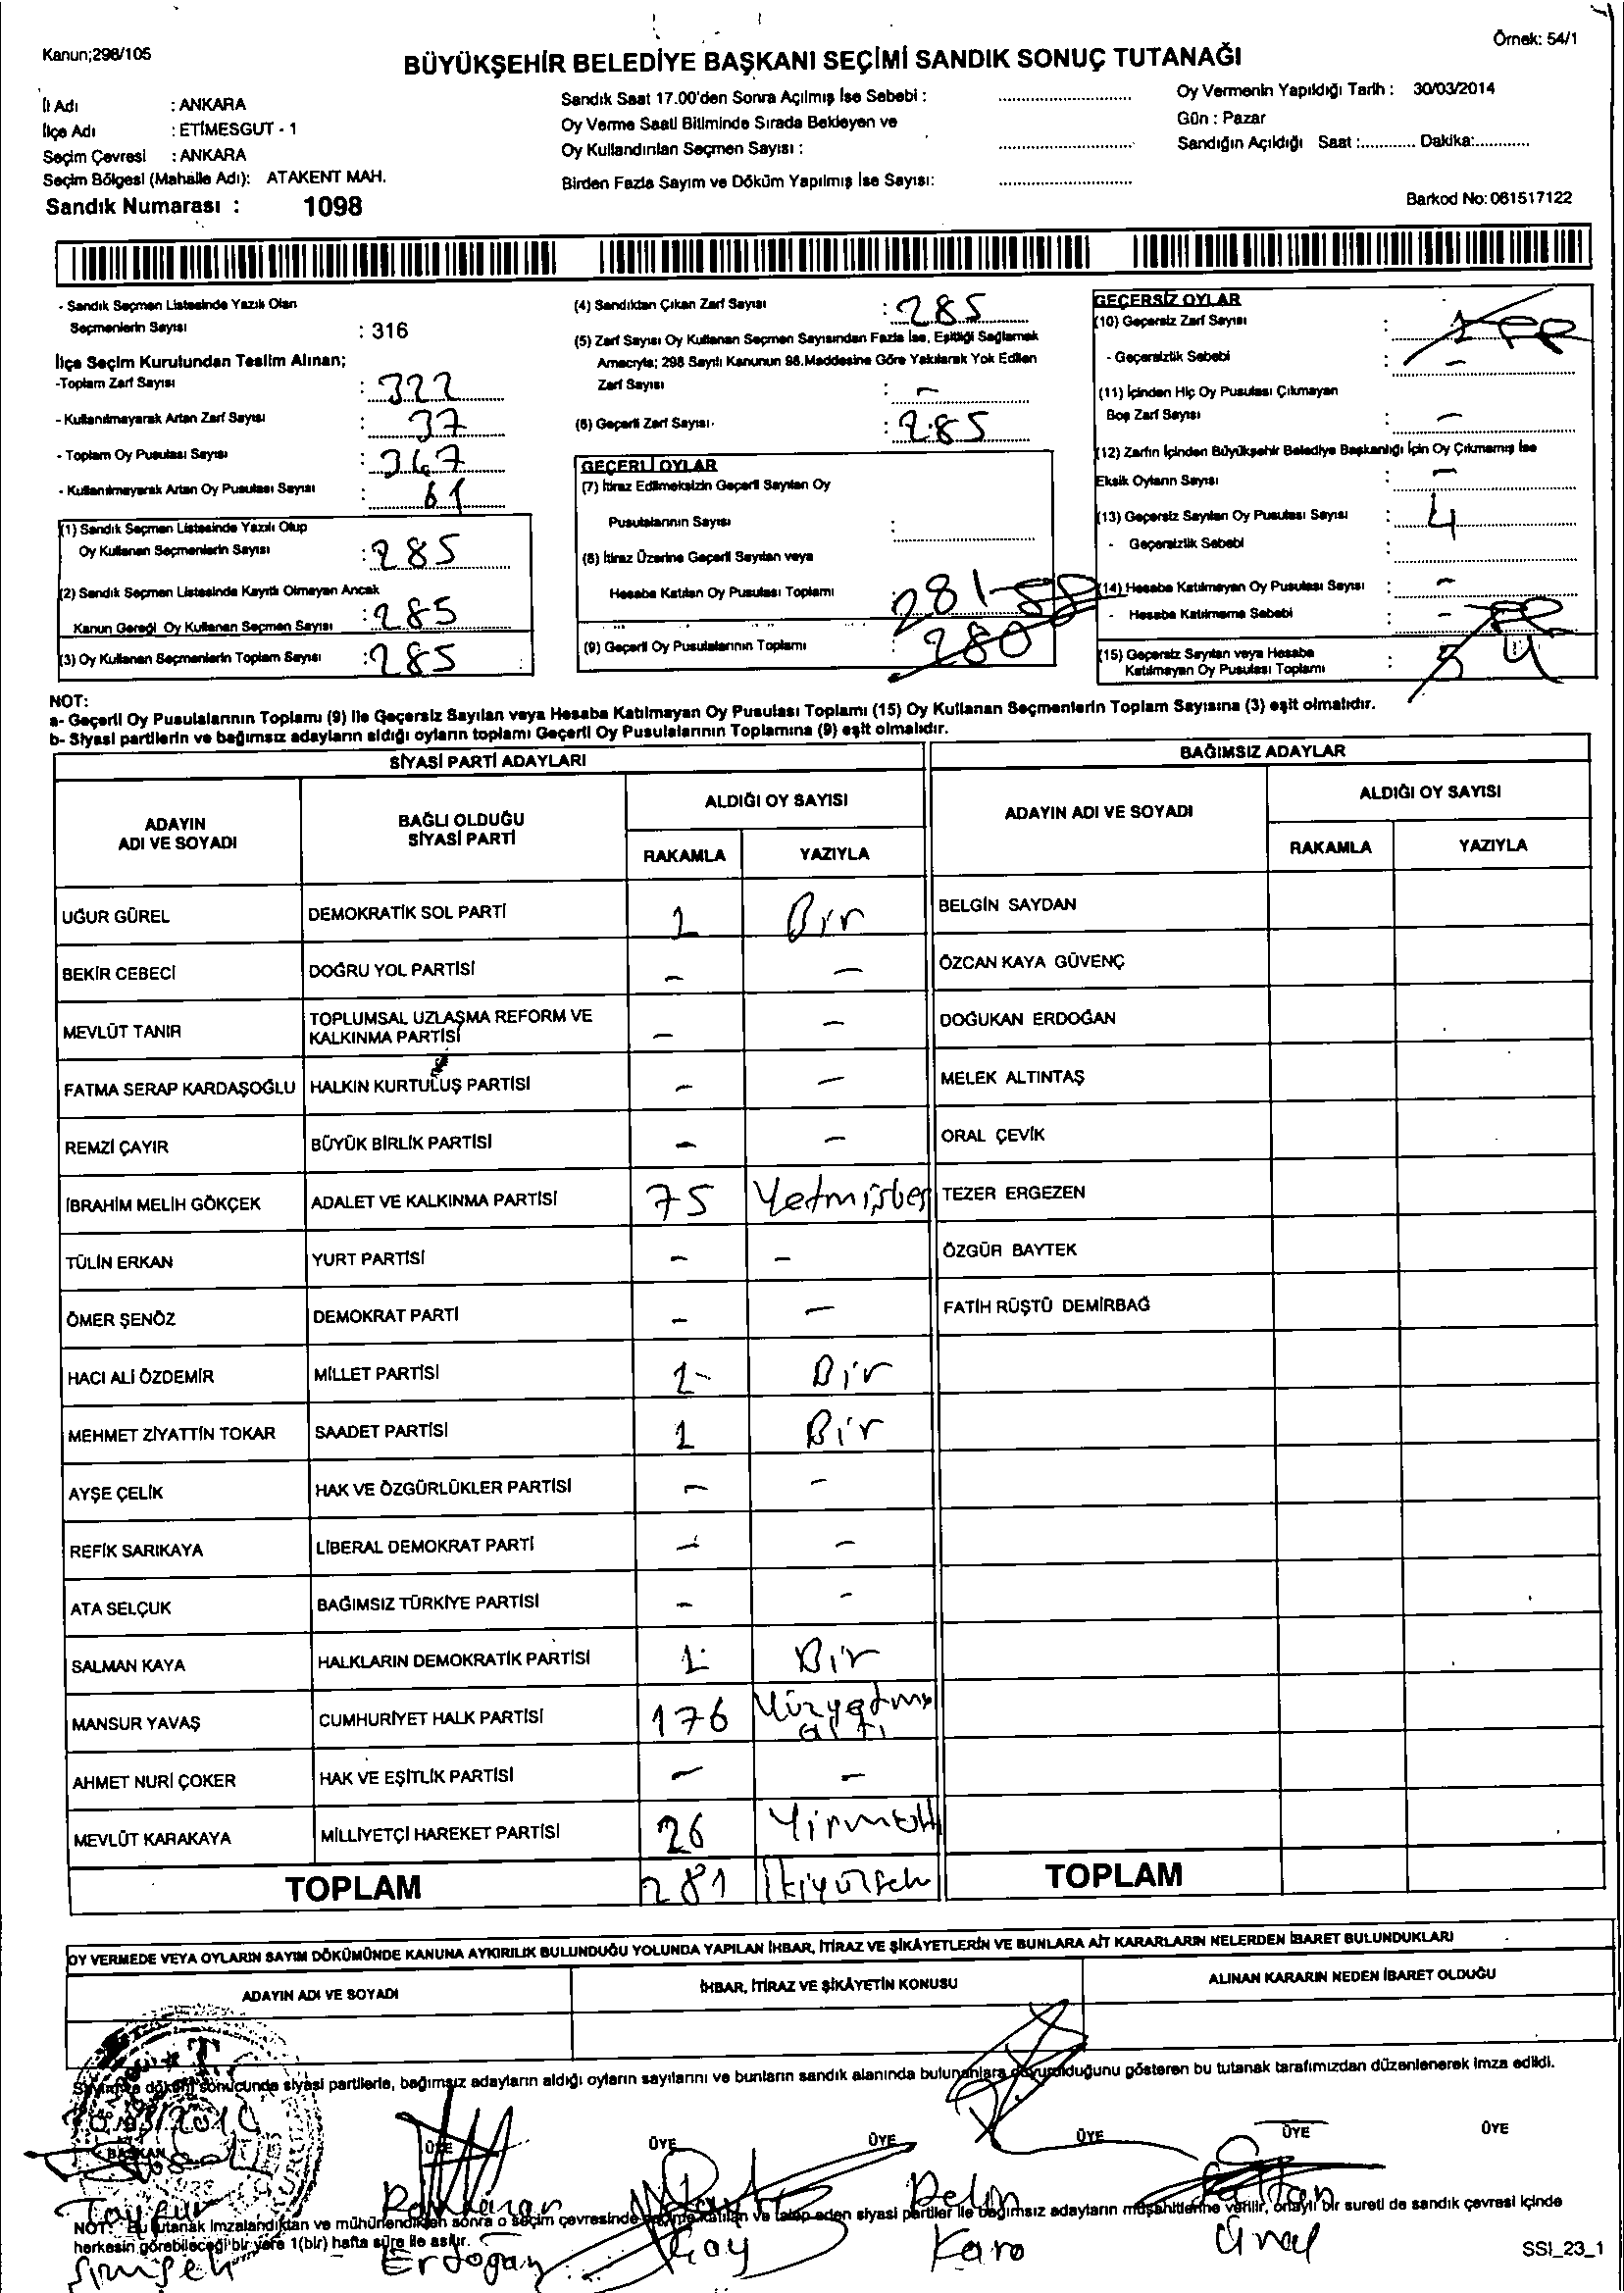 Kanun;298/105
Örnek: 54/1
BÜYÜKŞEHİR BELEDİYE BAŞKANI SEÇİMİ SANDIK SONUÇ TUTANAĞI
İl Adı : ANKARA
İlçe Adı : ETİMESGUT - 1
Seçim Çevresi : ANKARA
Seçim Bölgesi (Mahalle Adı): ATAKENT MAH.
Sandık Numarası : 1098
Sandık Saat 17.00'den Sonra Açılmış İse Sebebi :
Oy Verme Saati Bitiminde Sırada Bekleyen ve
Oy Kullandırılan Seçmen Sayısı :
Birden Fazla Sayım ve Döküm Yapılmış İse Sayısı:
Oy Vermenin Yapıldığı Tarih : 30/03/2014
Gün : Pazar
Sandığın Açıldığı Saat :............ Dakika:............
Barkod No: 061517122
- Sandık Seçmen Listesinde Yazılı Olan
Seçmenlerin Sayısı : 316
İlçe Seçim Kurulundan Teslim Alınan;
-Toplam Zarf Sayısı : 322
- Kullanılmayarak Artan Zarf Sayısı : 37
- Toplam Oy Pusulası Sayısı : 347
- Kullanılmayarak Artan Oy Pusulası Sayısı : 61
(1) Sandık Seçmen Listesinde Yazılı Olup
Oy Kullanan Seçmenlerin Sayısı : 285
(2) Sandık Seçmen Listesinde Kayıtlı Olmayan Ancak
Kanun Gereği Oy Kullanan Seçmen Sayısı : 285
(3) Oy Kullanan Seçmenlerin Toplam Sayısı : 285
(4) Sandıktan Çıkan Zarf Sayısı : 285
(5) Zarf Sayısı Oy Kullanan Seçmen Sayısından Fazla İse, Eşitliği Sağlamak
Amacıyla; 298 Sayılı Kanunun 98.Maddesine Göre Yakılarak Yok Edilen
Zarf Sayısı : -
(6) Geçerli Zarf Sayısı : 285
GEÇERLİ OYLAR
(7) İtiraz Edilmeksizin Geçerli Sayılan Oy
Pusulalarının Sayısı :
(8) İtiraz Üzerine Geçerli Sayılan veya
Hesaba Katılan Oy Pusulası Toplamı 281
(9) Geçerli Oy Pusulalarının Toplamı : 280
GEÇERSİZ OYLAR
(10) Geçersiz Zarf Sayısı : 1
- Geçersizlik Sebebi : -
(11) İçinden Hiç Oy Pusulası Çıkmayan
Boş Zarf Sayısı : -
(12) Zarfın İçinden Büyükşehir Belediye Başkanlığı İçin Oy Çıkmamış İse
Eksik Oyların Sayısı : -
(13) Geçersiz Sayılan Oy Pusulası Sayısı : 4
- Geçersizlik Sebebi :
(14) Hesaba Katılmayan Oy Pusulası Sayısı : -
- Hesaba Katılmama Sebebi : -
(15) Geçersiz Sayılan veya Hesaba
Katılmayan Oy Pusulası Toplamı : 5 4
NOT:
a- Geçerli Oy Pusulalarının Toplamı (9) ile Geçersiz Sayılan veya Hesaba Katılmayan Oy Pusulası Toplamı (15) Oy Kullanan Seçmenlerin Toplam Sayısına (3) eşit olmalıdır.
b- Siyasi partilerin ve bağımsız adayların aldığı oyların toplamı Geçerli Oy Pusulalarının Toplamına (9) eşit olmalıdır.
SİYASİ PARTİ ADAYLARI
BAĞIMSIZ ADAYLAR
ADAYIN
ADI VE SOYADI
BAĞLI OLDUĞU
SİYASİ PARTİ
ALDIĞI OY SAYISI
RAKAMLA YAZIYLA
ADAYIN ADI VE SOYADI
ALDIĞI OY SAYISI
RAKAMLA YAZIYLA
UĞUR GÜREL DEMOKRATİK SOL PARTİ 1 Bir BELGİN SAYDAN
BEKİR CEBECİ DOĞRU YOL PARTİSİ - - ÖZCAN KAYA GÜVENÇ
MEVLÜT TANIR TOPLUMSAL UZLAŞMA REFORM VE
KALKINMA PARTİSİ - - DOĞUKAN ERDOĞAN
FATMA SERAP KARDAŞOĞLU HALKIN KURTULUŞ PARTİSİ - - MELEK ALTINTAŞ
REMZİ ÇAYIR BÜYÜK BİRLİK PARTİSİ - - ORAL ÇEVİK
İBRAHİM MELİH GÖKÇEK ADALET VE KALKINMA PARTİSİ 75 Yetmişbeş TEZER ERGEZEN
TÜLİN ERKAN YURT PARTİSİ - - ÖZGÜR BAYTEK
ÖMER ŞENÖZ DEMOKRAT PARTİ - - FATİH RÜŞTÜ DEMİRBAĞ
HACI ALİ ÖZDEMİR MİLLET PARTİSİ 1- Bir
MEHMET ZİYATTİN TOKAR SAADET PARTİSİ 1 Bir
AYŞE ÇELİK HAK VE ÖZGÜRLÜKLER PARTİSİ - -
REFİK SARIKAYA LİBERAL DEMOKRAT PARTİ - -
ATA SELÇUK BAĞIMSIZ TÜRKİYE PARTİSİ - -
SALMAN KAYA HALKLARIN DEMOKRATİK PARTİSİ 1 Bir
MANSUR YAVAŞ CUMHURİYET HALK PARTİSİ 176 Yüzyetmiş
altı
AHMET NURİ ÇOKER HAK VE EŞİTLİK PARTİSİ - -
MEVLÜT KARAKAYA MİLLİYETÇİ HAREKET PARTİSİ 26 Yirmialtı
TOPLAM 281 İkiyüzsek TOPLAM
OY VERMEDE VEYA OYLARIN SAYIM DÖKÜMÜNDE KANUNA AYKIRILIK BULUNDUĞU YOLUNDA YAPILAN İHBAR, İTİRAZ VE ŞİKÂYETLERİN VE BUNLARA AİT KARARLARIN NELERDEN İBARET BULUNDUKLARI
ADAYIN ADI VE SOYADI İHBAR, İTİRAZ VE ŞİKÂYETİN KONUSU ALINAN KARARIN NEDEN İBARET OLDUĞU
Sayım ve döküm sonucunda siyasi partilerle, bağımsız adayların aldığı oyların sayılarını ve bunların sandık alanında bulunanlara duyurulduğunu gösteren bu tutanak tarafımızdan düzenlenerek imza edildi.
BAŞKAN ÜYE ÜYE ÜYE ÜYE ÜYE ÜYE
Tayfur Ramazan Pelin Sultan
NOT: Bu tutanak imzalandıktan ve mühürlendikten sonra o seçim çevresinde seçime katılan ve talep eden siyasi partiler ile bağımsız adayların müşahitlerine verilir, onaylı bir sureti de sandık çevresi içinde
herkesin görebileceği bir yere 1(bir) hafta süre ile asılır.
Şimşek Erdoğan Çay Kara Ünal
SSI_23_1